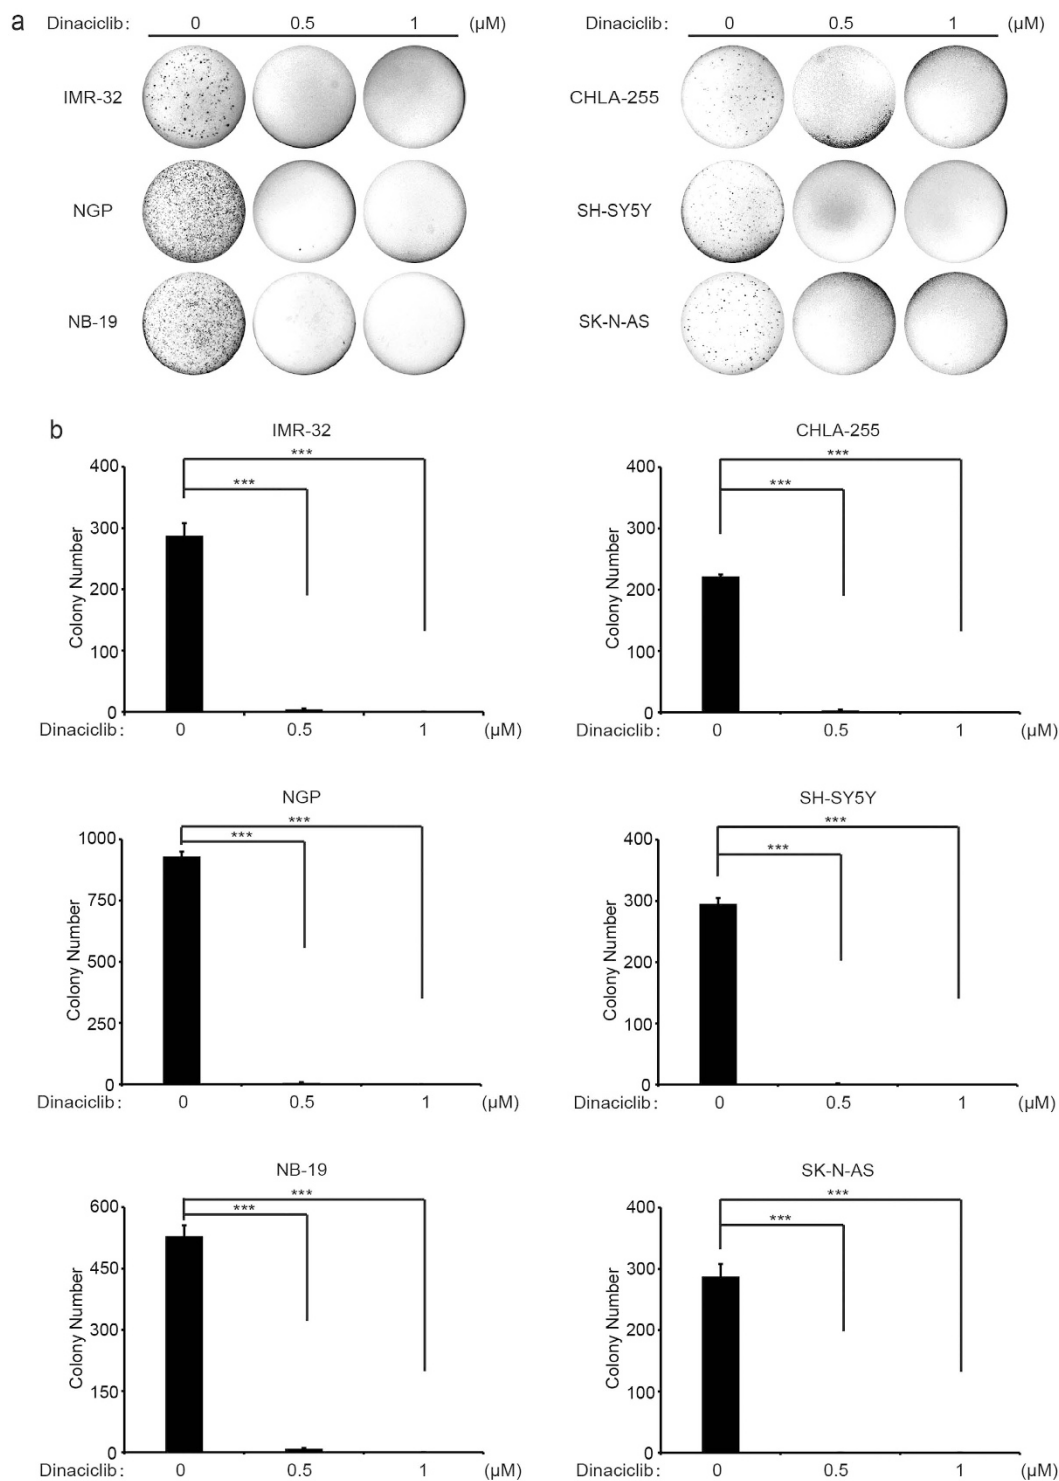 a
Dinaciclib: 0 0.5 1 (μM)
IMR-32
NGP
NB-19
Dinaciclib: 0 0.5 1 (μM)
CHLA-255
SH-SY5Y
SK-N-AS
b
IMR-32
***
***
400
300
200
100
0
Colony Number
Dinaciclib: 0 0.5 1 (μM)
CHLA-255
***
***
400
300
200
100
0
Colony Number
Dinaciclib: 0 0.5 1 (μM)
NGP
***
***
1000
750
500
250
0
Colony Number
Dinaciclib: 0 0.5 1 (μM)
SH-SY5Y
***
***
400
300
200
100
0
Colony Number
Dinaciclib: 0 0.5 1 (μM)
NB-19
***
***
600
450
300
150
0
Colony Number
Dinaciclib: 0 0.5 1 (μM)
SK-N-AS
***
***
400
300
200
100
0
Colony Number
Dinaciclib: 0 0.5 1 (μM)